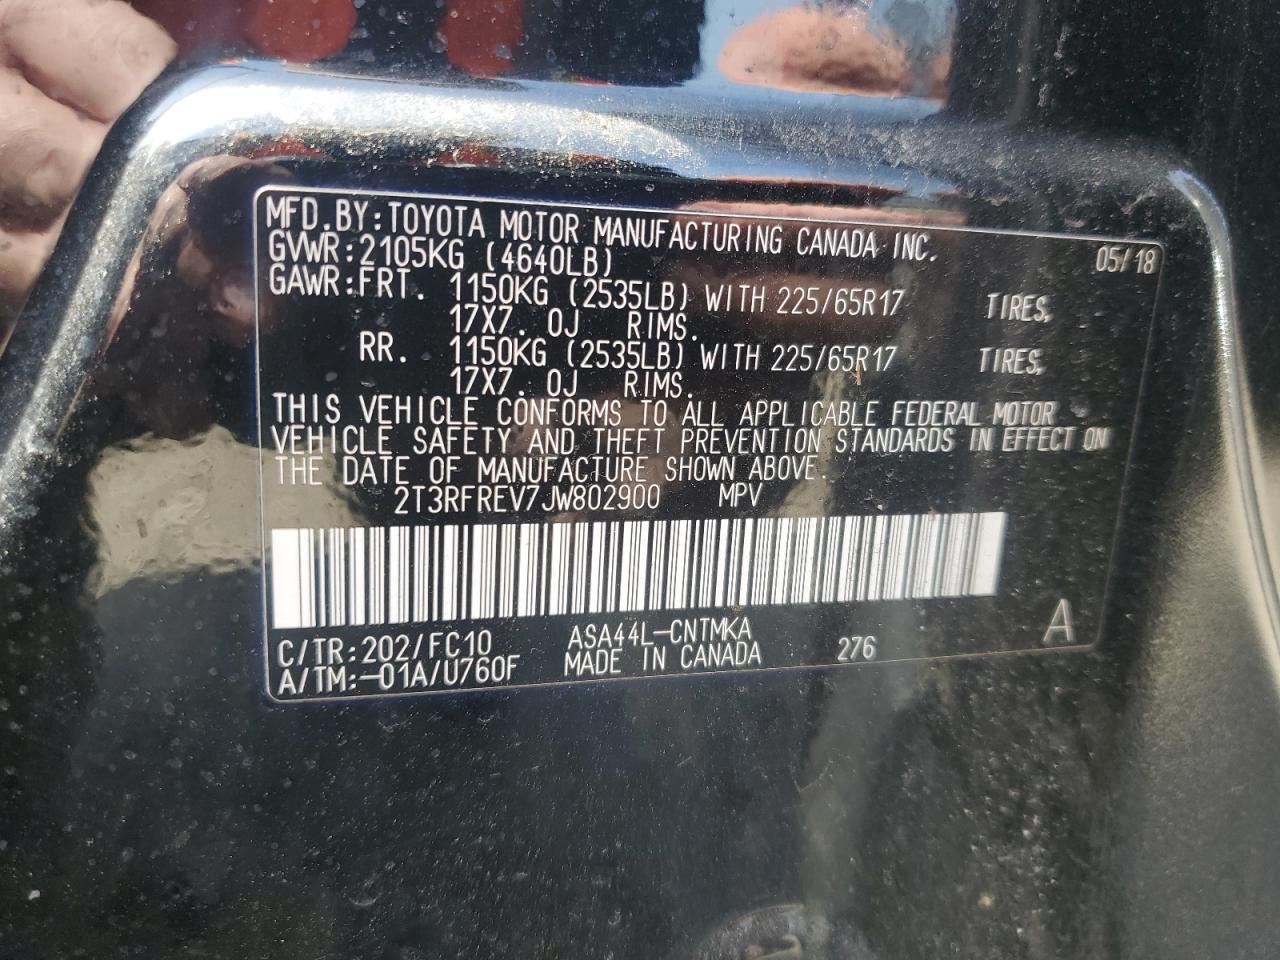 MFD.BY:TOYOTA MOTOR MANUFACTURING CANADA INC. 05/18
GVWR:2105KG (4640LB)
GAWR:FRT. 1150KG (2535LB) WITH 225/65R17 TIRES,
17X7.0J RIMS.
RR. 1150KG (2535LB) WITH 225/65R17 TIRES,
17X7.0J RIMS.
THIS VEHICLE CONFORMS TO ALL APPLICABLE FEDERAL MOTOR
VEHICLE SAFETY AND THEFT PREVENTION STANDARDS IN EFFECT ON
THE DATE OF MANUFACTURE SHOWN ABOVE.
2T3RFREV7JW802900 MPV
C/TR:202/FC10 ASA44L-CNTMKA 276 A
A/TM:-01A/U760F MADE IN CANADA